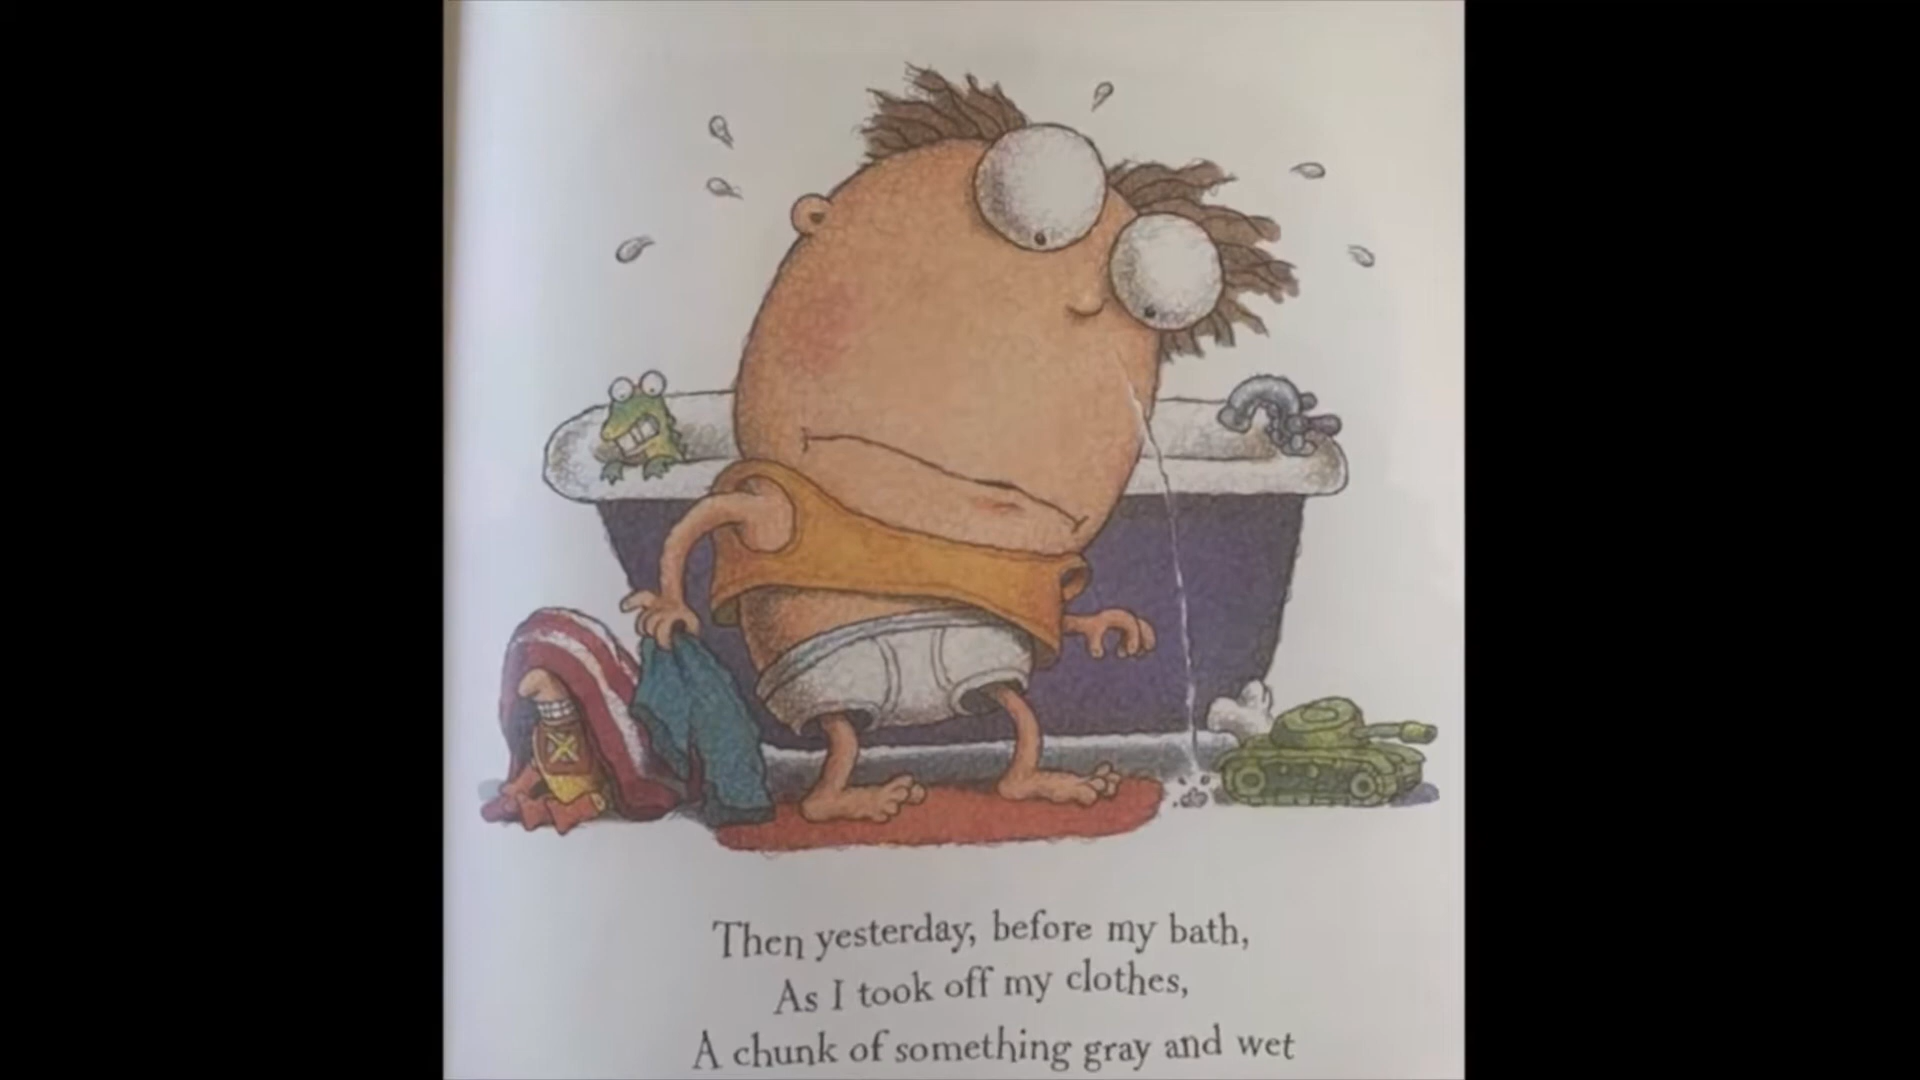 Then yesterday, before my bath,
As I took off my clothes,
A chunk of something gray and wet